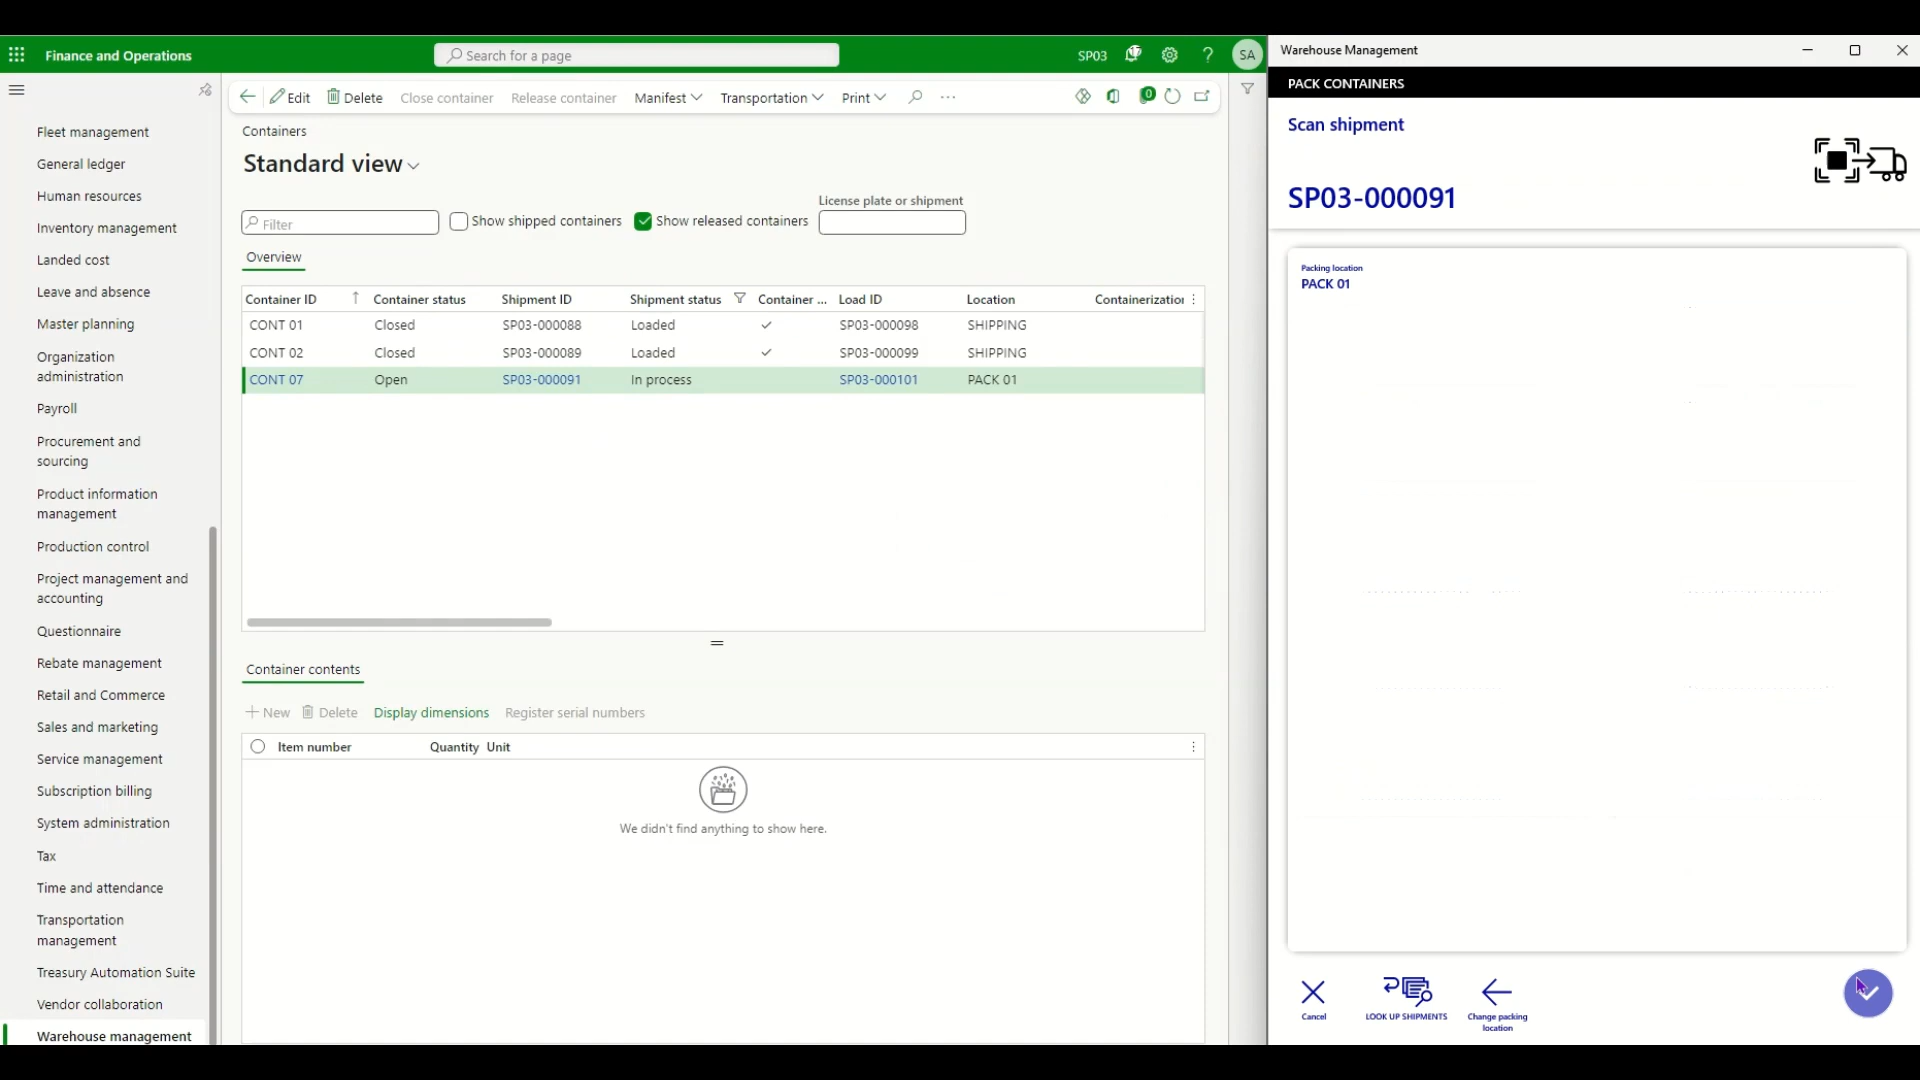 Finance and Operations
Search for a page
SP03
?
SA
Fleet management
General ledger
Human resources
Inventory management
Landed cost
Leave and absence
Master planning
Organization
administration
Payroll
Procurement and
sourcing
Product information
management
Production control
Project management and
accounting
Questionnaire
Rebate management
Retail and Commerce
Sales and marketing
Service management
Subscription billing
System administration
Tax
Time and attendance
Transportation
management
Treasury Automation Suite
Vendor collaboration
Warehouse management
Edit Delete Close container Release container Manifest Transportation Print ··· 0
Containers
Standard view
License plate or shipment
Filter Show shipped containers Show released containers
Overview
Container ID Container status Shipment ID Shipment status Container ... Load ID Location Containerization
CONT 01 Closed SP03-000088 Loaded SP03-000098 SHIPPING
CONT 02 Closed SP03-000089 Loaded SP03-000099 SHIPPING
CONT 07 Open SP03-000091 In process SP03-000101 PACK 01
Container contents
New Delete Display dimensions Register serial numbers
Item number Quantity Unit
We didn't find anything to show here.
Warehouse Management
PACK CONTAINERS
Scan shipment
SP03-000091
Packing location
PACK 01
Cancel
LOOK UP SHIPMENTS
Change packing
location